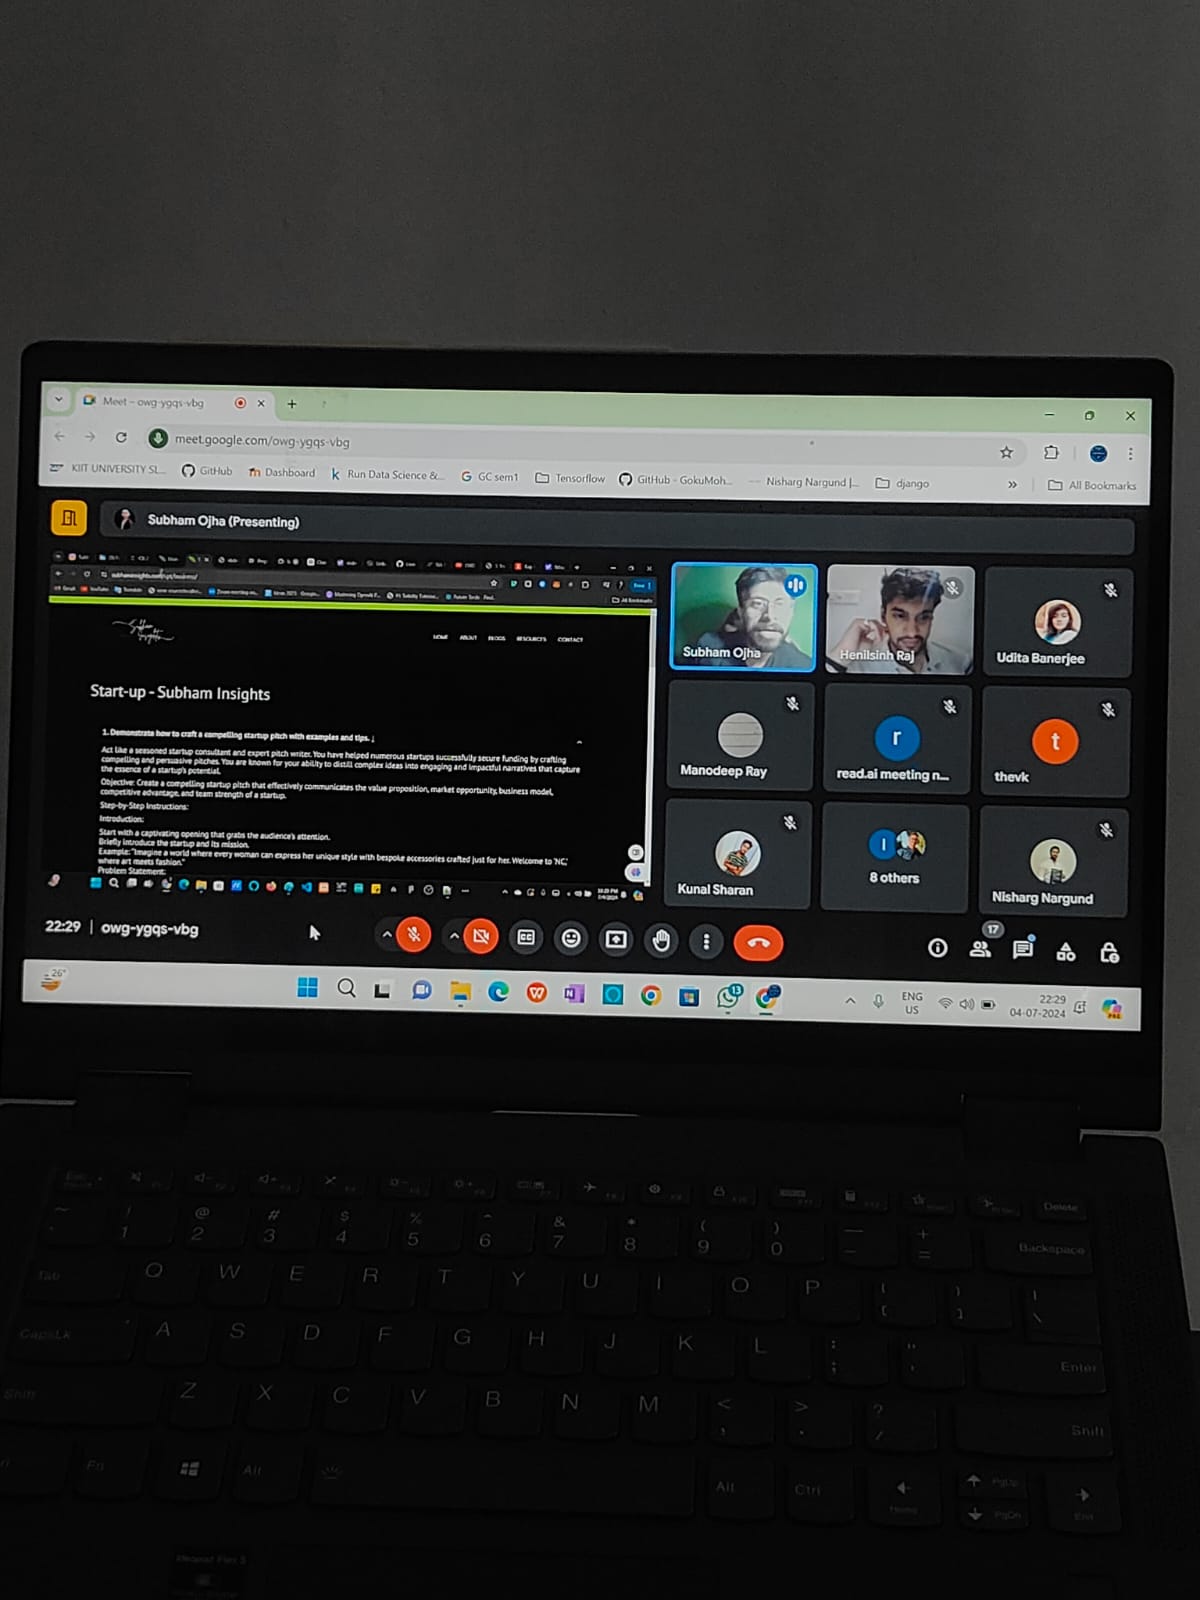 Meet – owg-ygqs-vbg
meet.google.com/owg-ygqs-vbg
KIIT UNIVERSITY SL... GitHub Dashboard Run Data Science &... GC sem1 Tensorflow GitHub - GokuMoh... Nisharg Nargund |... django » All Bookmarks
Subham Ojha (Presenting)
HOME ABOUT BLOGS RESOURCES CONTACT
Start-up - Subham Insights
1. Demonstrate how to craft a compelling startup pitch with examples and tips. ↓
Act like a seasoned startup consultant and expert pitch writer. You have helped numerous startups successfully secure funding by crafting
compelling and persuasive pitches. You are known for your ability to distill complex ideas into engaging and impactful narratives that capture
the essence of a startup's potential.
Objective: Create a compelling startup pitch that effectively communicates the value proposition, market opportunity, business model,
competitive advantage, and team strength of a startup.
Step-by-Step Instructions:
Introduction:
Start with a captivating opening that grabs the audience's attention.
Briefly introduce the startup and its mission.
Example: "Imagine a world where every woman can express her unique style with bespoke accessories crafted just for her. Welcome to 'NC,'
where art meets fashion."
Problem Statement:
Subham Ojha
Henilsinh Raj
Udita Banerjee
Manodeep Ray
r
read.ai meeting n...
t
thevk
Kunal Sharan
8 others
Nisharg Nargund
22:29 | owg-ygqs-vbg
CC
17
26°
13
ENG
US
22:29
04-07-2024
Delete
~ ! @ # $ % ^ & * ( ) — +
1 2 3 4 5 6 7 8 9 0 – = Backspace
Tab Q W E R T Y U I O P { [ } ] | \
CapsLk A S D F G H J K L : ; " ' Enter
Shift Z X C V B N M < , > . ? / Shift
Fn Alt Alt Ctrl Home PgUp PgDn End
Ideapad Flex 5